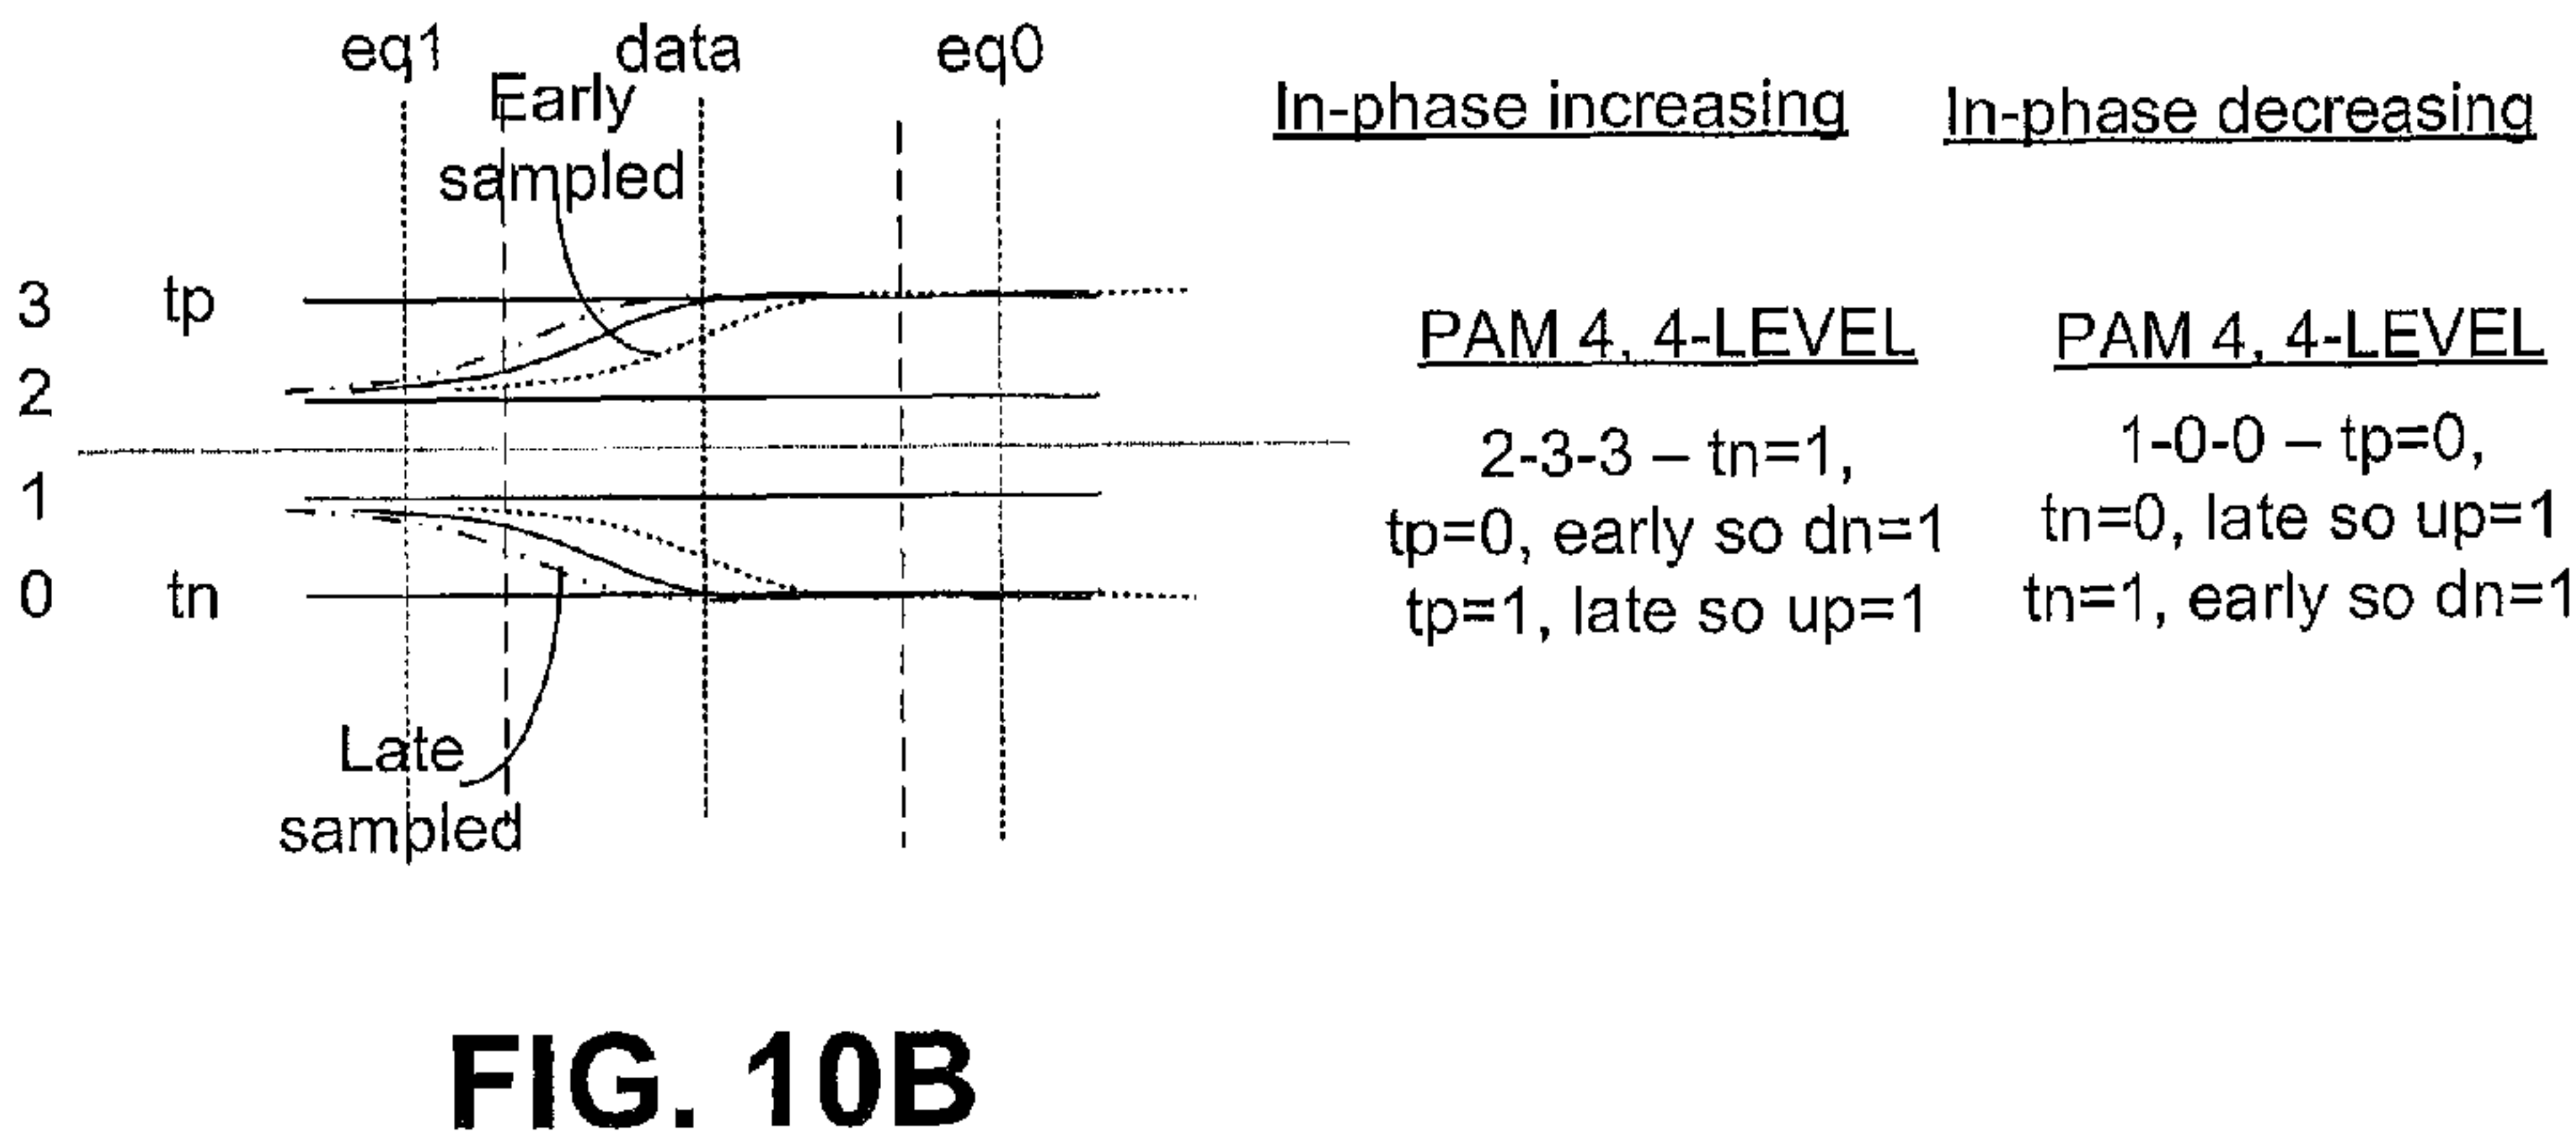 eq1
data
eq0
Early
sampled
In-phase increasing
In-phase decreasing
3
tp
2
1
0
tn
PAM 4, 4-LEVEL
2-3-3 – tn=1,
tp=0, early so dn=1
tp=1, late so up=1
PAM 4, 4-LEVEL
1-0-0 – tp=0,
tn=0, late so up=1
tn=1, early so dn=1
Late
sampled
FIG. 10B